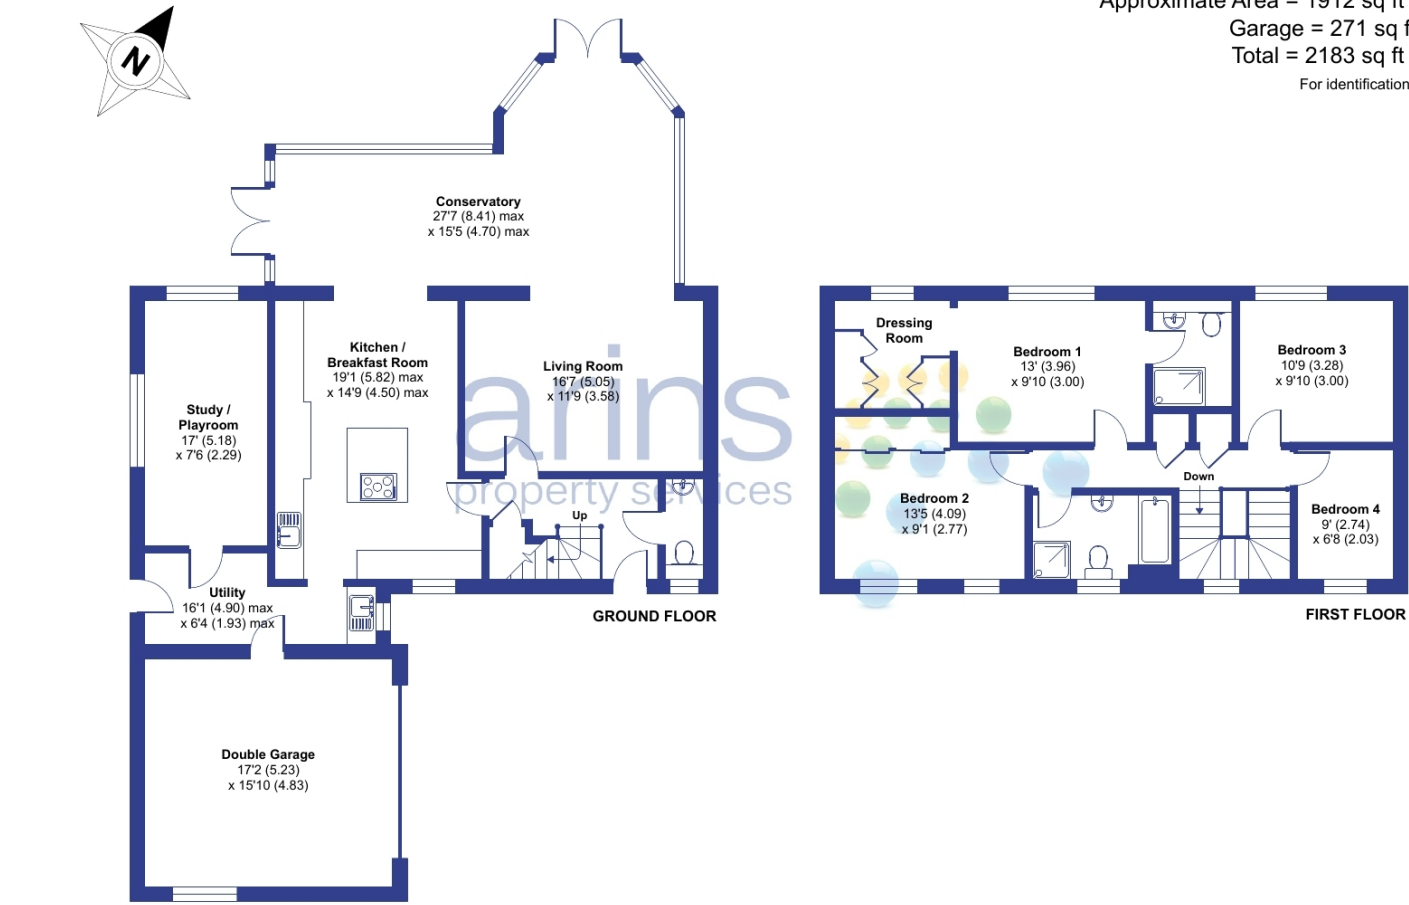 Approximate Area = 1912 sq ft
Garage = 271 sq f
Total = 2183 sq ft
For identification
N
Conservatory
27'7 (8.41) max
x 15'5 (4.70) max
Kitchen /
Breakfast Room
19'1 (5.82) max
x 14'9 (4.50) max
Living Room
16'7 (5.05)
x 11'9 (3.58)
Study /
Playroom
17' (5.18)
x 7'6 (2.29)
Up
Utility
16'1 (4.90) max
x 6'4 (1.93) max
GROUND FLOOR
Double Garage
17'2 (5.23)
x 15'10 (4.83)
Dressing
Room
Bedroom 1
13' (3.96)
x 9'10 (3.00)
Bedroom 3
10'9 (3.28)
x 9'10 (3.00)
Down
Bedroom 2
13'5 (4.09)
x 9'1 (2.77)
Bedroom 4
9' (2.74)
x 6'8 (2.03)
FIRST FLOOR
arins
property services